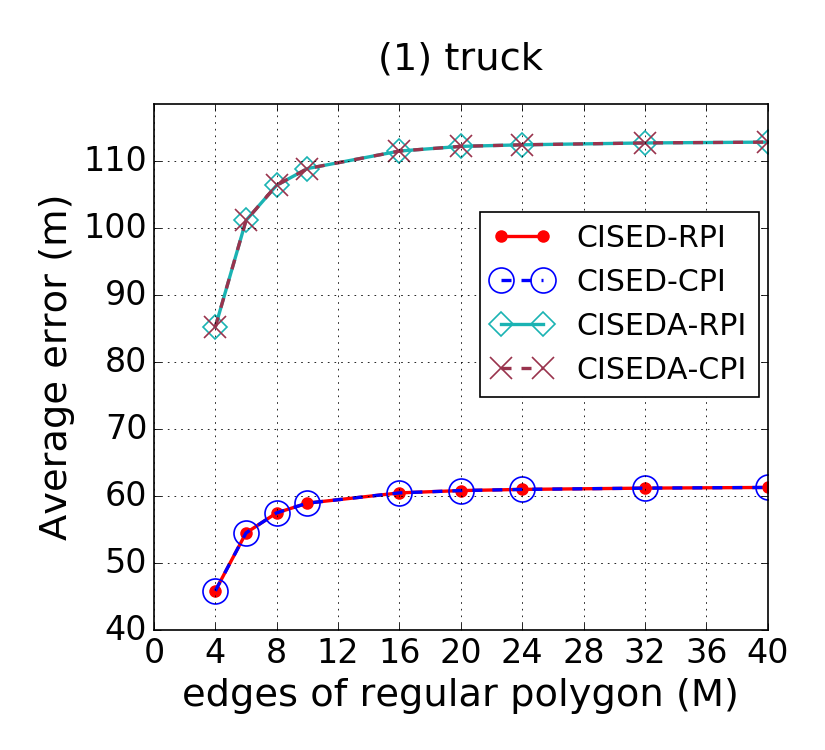 (1) truck
Average error (m)
110
100
90
80
70
60
50
40
CISED-RPI
CISED-CPI
CISEDA-RPI
CISEDA-CPI
0 4 8 12 16 20 24 28 32 36 40
edges of regular polygon (M)